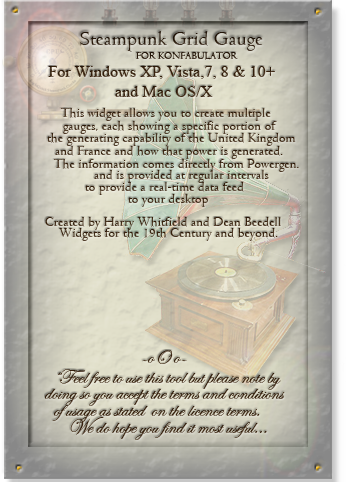 Steampunk Grid Gauge
FOR KONFABULATOR
For Windows XP, Vista,7, 8 & 10+
and Mac OS/X
This widget allows you to create multiple
gauges, each showing a specific portion of
the generating capability of the United Kingdom
and France and how that power is generated.
The information comes directly from Powergen.
and is provided at regular intervals
to provide a real-time data feed
to your desktop
Created by Harry Whitfield and Dean Beedell
Widgets for the 19th Century and beyond.
-o O o-
"Feel free to use this tool but please note by
doing so you accept the terms and conditions
of usage as stated on the licence terms.
We do hope you find it most useful...